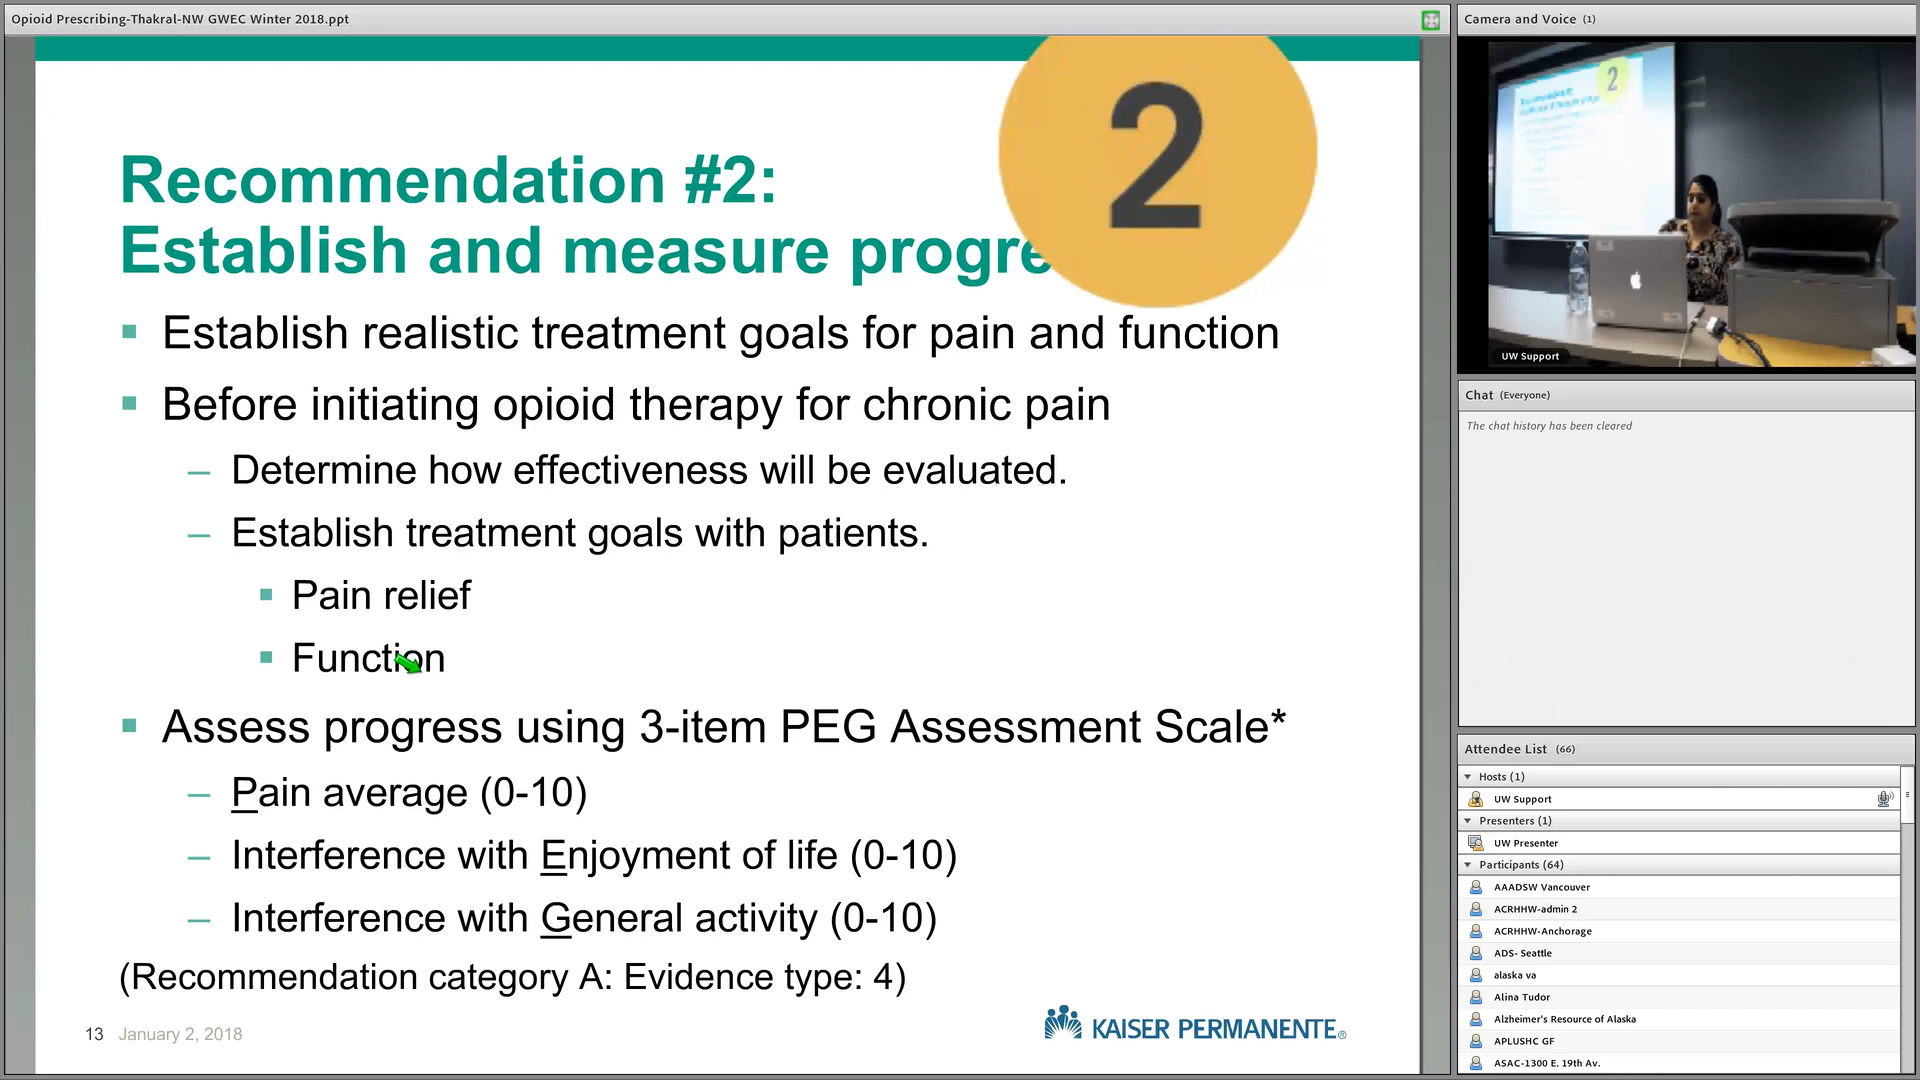 Opioid Prescribing-Thakral-NW GWEC Winter 2018.ppt
2
Recommendation #2:
Establish and measure progre
Establish realistic treatment goals for pain and function
Before initiating opioid therapy for chronic pain
– Determine how effectiveness will be evaluated.
– Establish treatment goals with patients.
Pain relief
Function
Assess progress using 3-item PEG Assessment Scale*
– Pain average (0-10)
– Interference with Enjoyment of life (0-10)
– Interference with General activity (0-10)
(Recommendation category A: Evidence type: 4)
13 January 2, 2018
KAISER PERMANENTE®
Camera and Voice (1)
2
UW Support
Chat (Everyone)
The chat history has been cleared
Attendee List (66)
Hosts (1)
UW Support
Presenters (1)
UW Presenter
Participants (64)
AAADSW Vancouver
ACRHHW-admin 2
ACRHHW-Anchorage
ADS- Seattle
alaska va
Alina Tudor
Alzheimer's Resource of Alaska
APLUSHC GF
ASAC-1300 E. 19th Av.